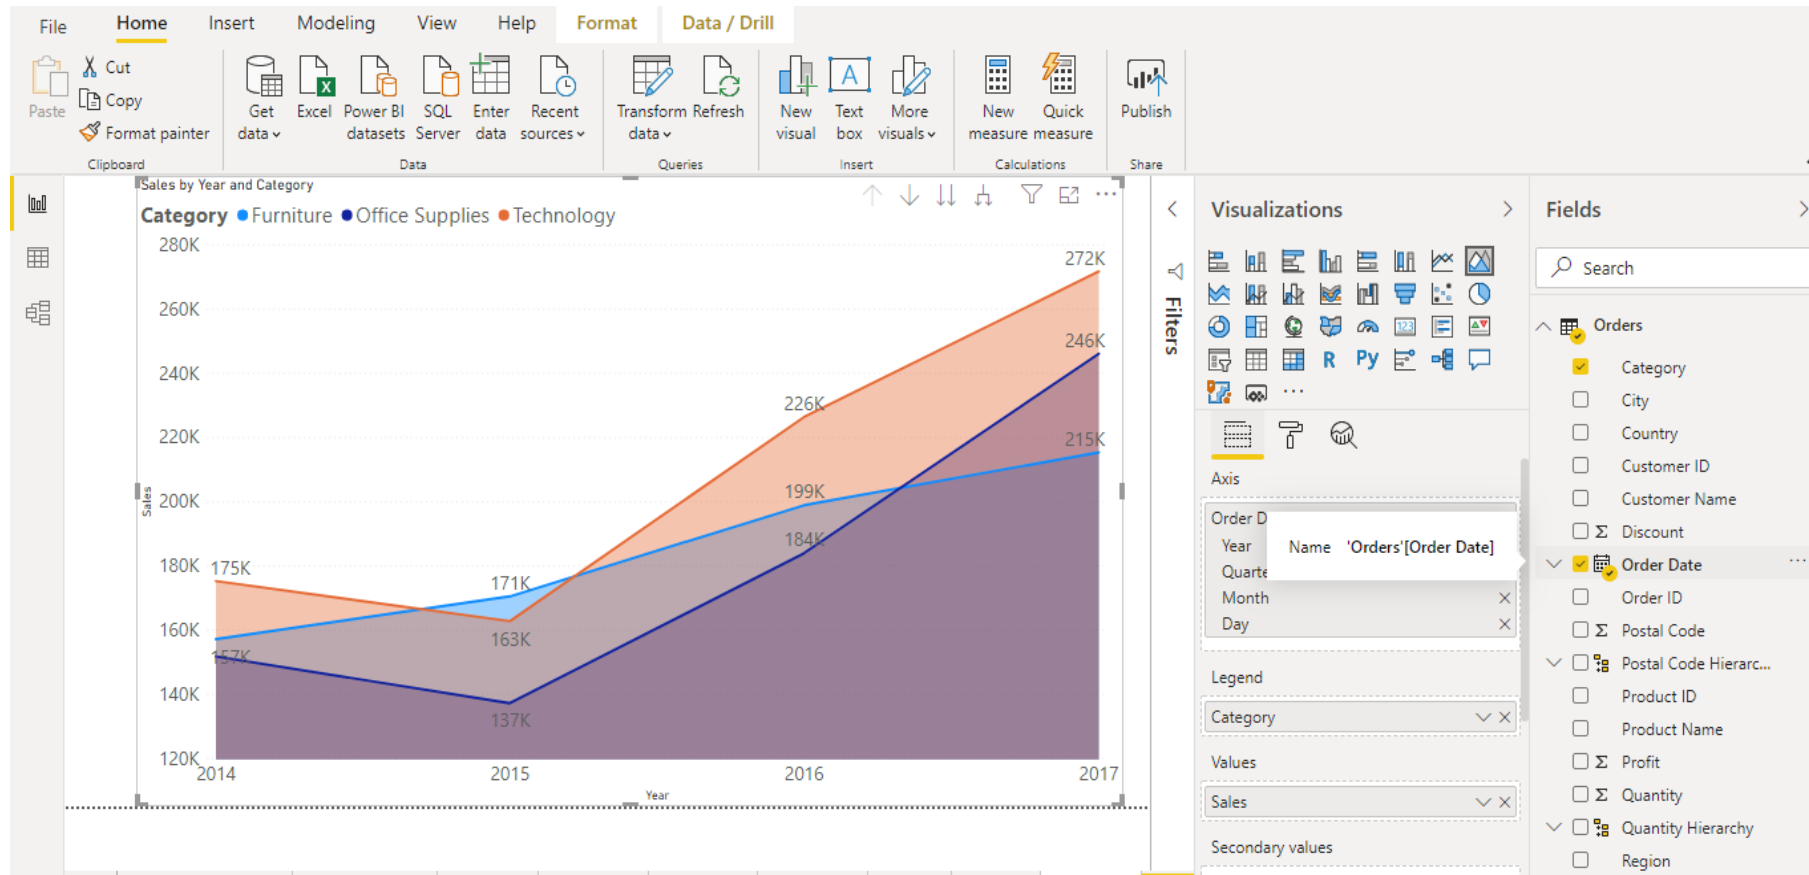 File Home Insert Modeling View Help Format Data / Drill
Paste
Cut
Copy
Format painter
Clipboard
Get data
Excel
Power BI datasets
SQL Server
Enter data
Recent sources
Data
Transform data
Refresh
Queries
New visual
Text box
More visuals
Insert
New measure
Quick measure
Calculations
Publish
Share
Sales by Year and Category
Category Furniture Office Supplies Technology
280K
260K
240K
220K
200K
180K
160K
140K
120K
Sales
175K
157K
171K
163K
137K
226K
199K
184K
272K
246K
215K
2014 2015 2016 2017
Year
Filters
Visualizations
123
R Py
Axis
Order D
Year
Quarte
Month
Day
Name 'Orders'[Order Date]
Legend
Category
Values
Sales
Secondary values
Fields
Search
Orders
Category
City
Country
Customer ID
Customer Name
Σ Discount
Order Date
Order ID
Σ Postal Code
Postal Code Hierarc...
Product ID
Product Name
Σ Profit
Σ Quantity
Quantity Hierarchy
Region